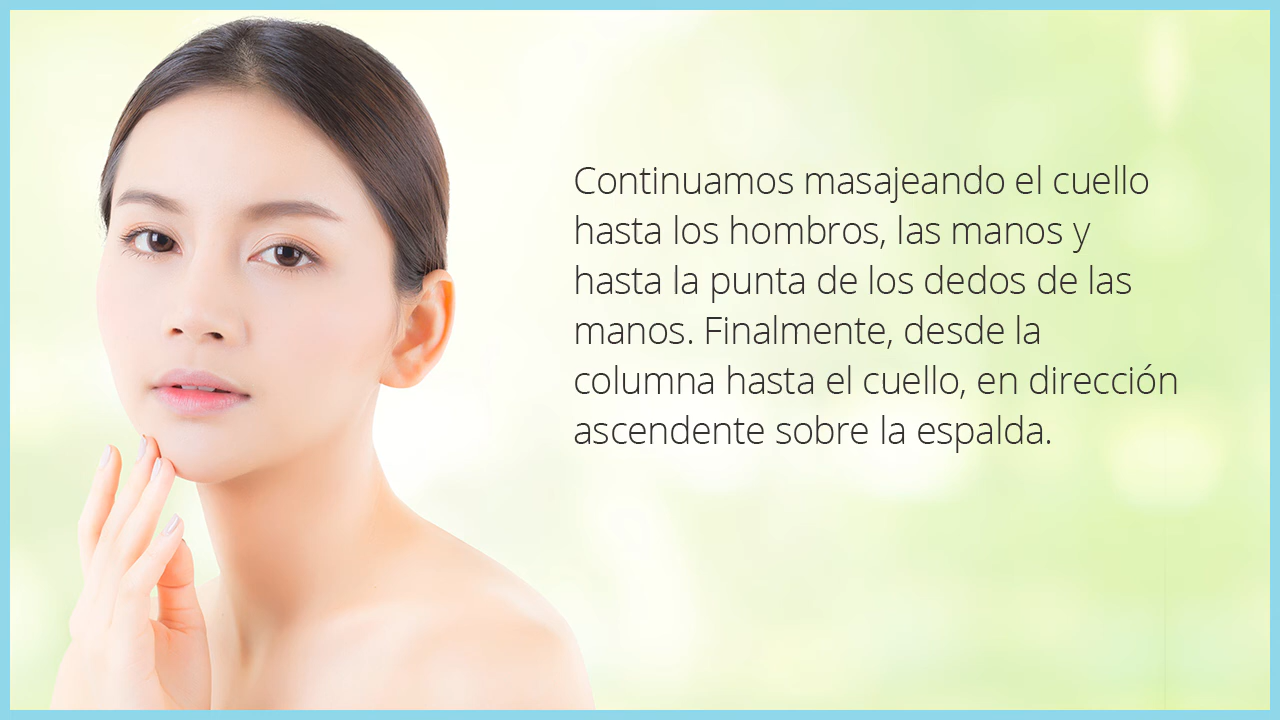 Continuamos masajeando el cuello
hasta los hombros, las manos y
hasta la punta de los dedos de las
manos. Finalmente, desde la
columna hasta el cuello, en dirección
ascendente sobre la espalda.